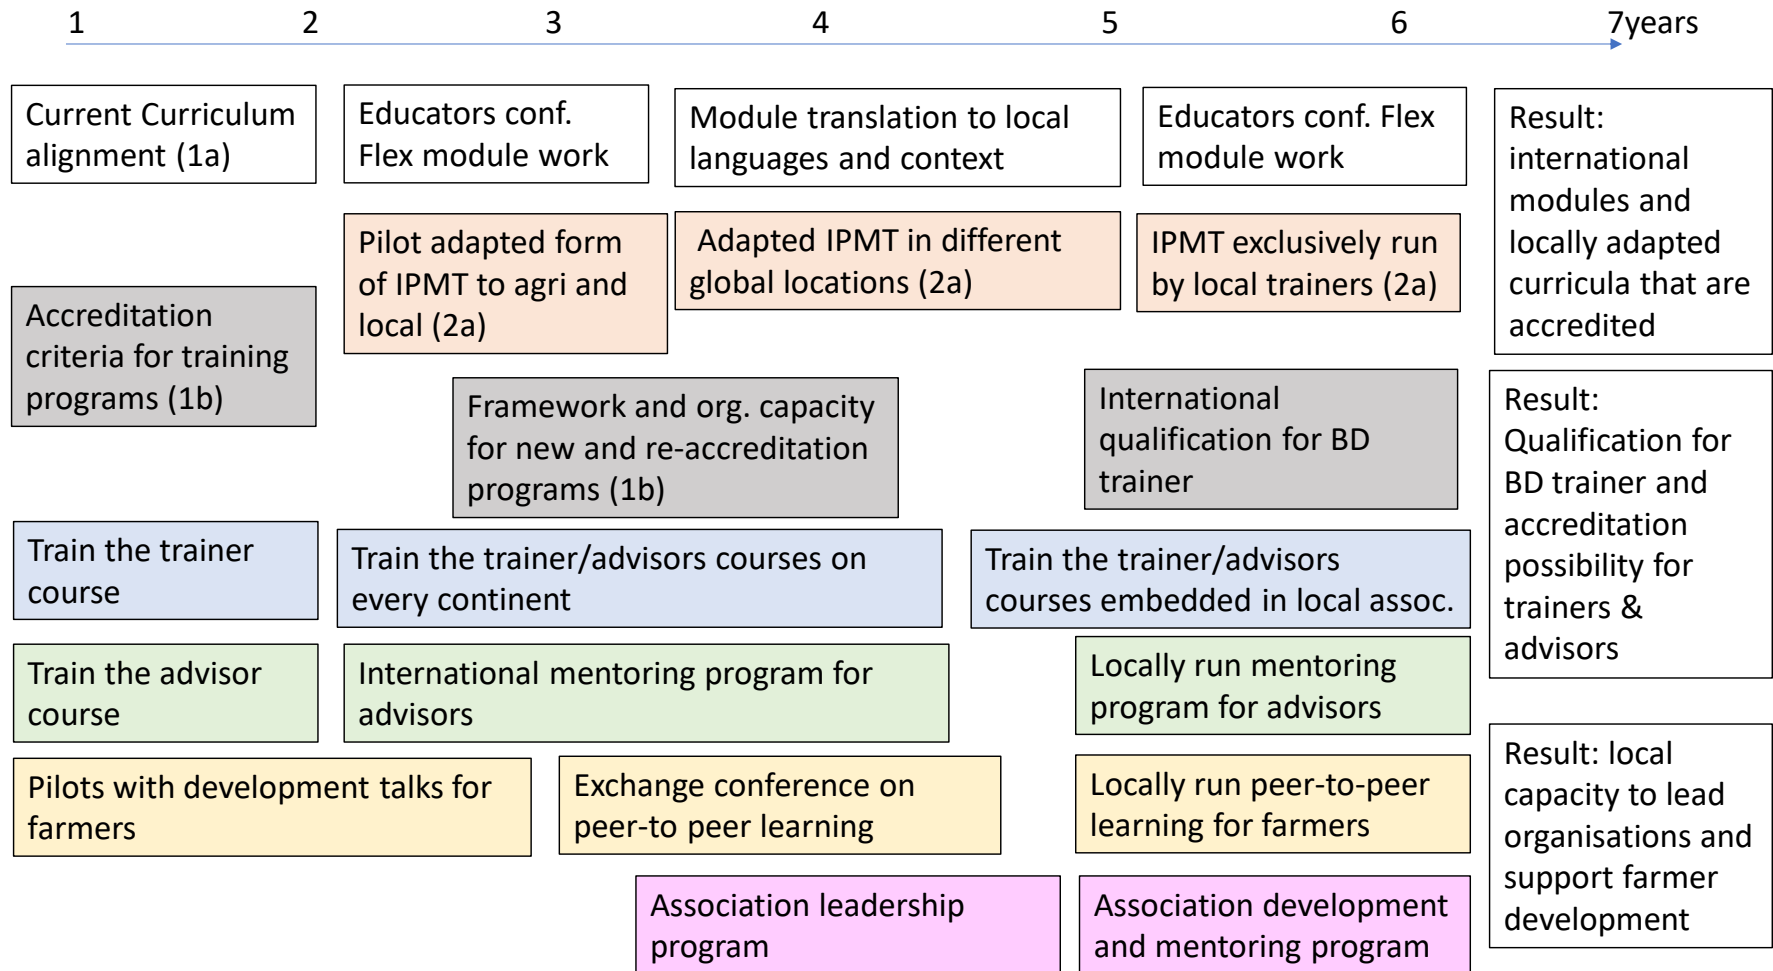 1 2 3 4 5 6 7years
Current Curriculum
alignment (1a)
Educators conf.
Flex module work
Module translation to local
languages and context
Educators conf. Flex
module work
Result:
international
modules and
locally adapted
curricula that are
accredited
Pilot adapted form
of IPMT to agri and
local (2a)
Adapted IPMT in different
global locations (2a)
IPMT exclusively run
by local trainers (2a)
Accreditation
criteria for training
programs (1b)
Framework and org. capacity
for new and re-accreditation
programs (1b)
International
qualification for BD
trainer
Result:
Qualification for
BD trainer and
accreditation
possibility for
trainers &
advisors
Train the trainer
course
Train the trainer/advisors courses on
every continent
Train the trainer/advisors
courses embedded in local assoc.
Train the advisor
course
International mentoring program for
advisors
Locally run mentoring
program for advisors
Pilots with development talks for
farmers
Exchange conference on
peer-to peer learning
Locally run peer-to-peer
learning for farmers
Result: local
capacity to lead
organisations and
support farmer
development
Association leadership
program
Association development
and mentoring program